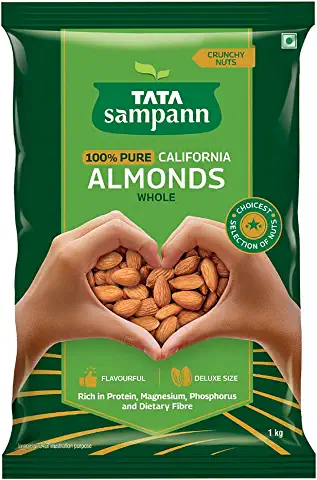 CRUNCHY
NUTS
TATA
sampann
100% PURE CALIFORNIA
ALMONDS
WHOLE
CHOICEST
SELECTION OF NUTS
FLAVOURFUL
DELUXE SIZE
Rich in Protein, Magnesium, Phosphorus
and Dietary Fibre
1 kg